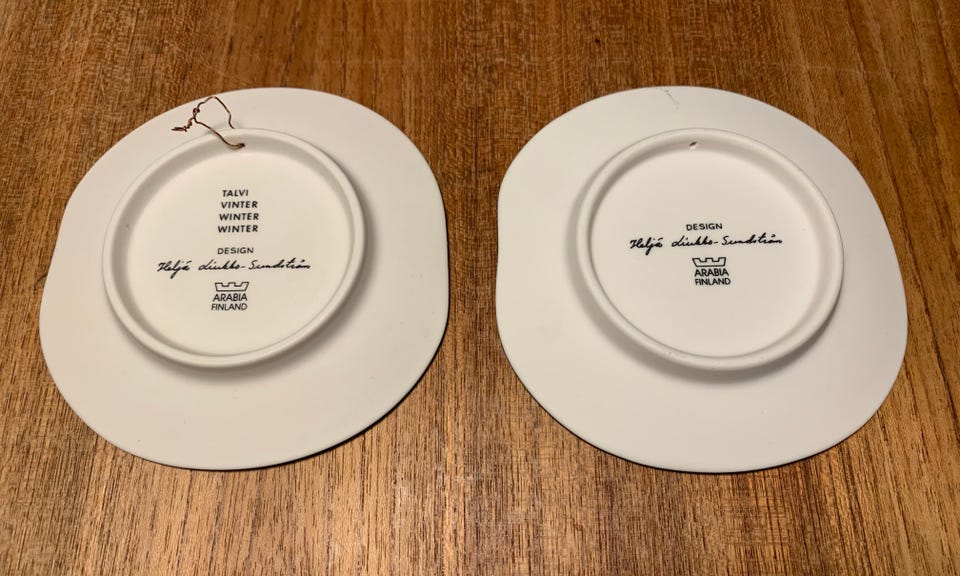 TALVI
VINTER
WINTER
WINTER
DESIGN
Heljä Liukko-Sundström
ARABIA
FINLAND
DESIGN
Heljä Liukko-Sundström
ARABIA
FINLAND